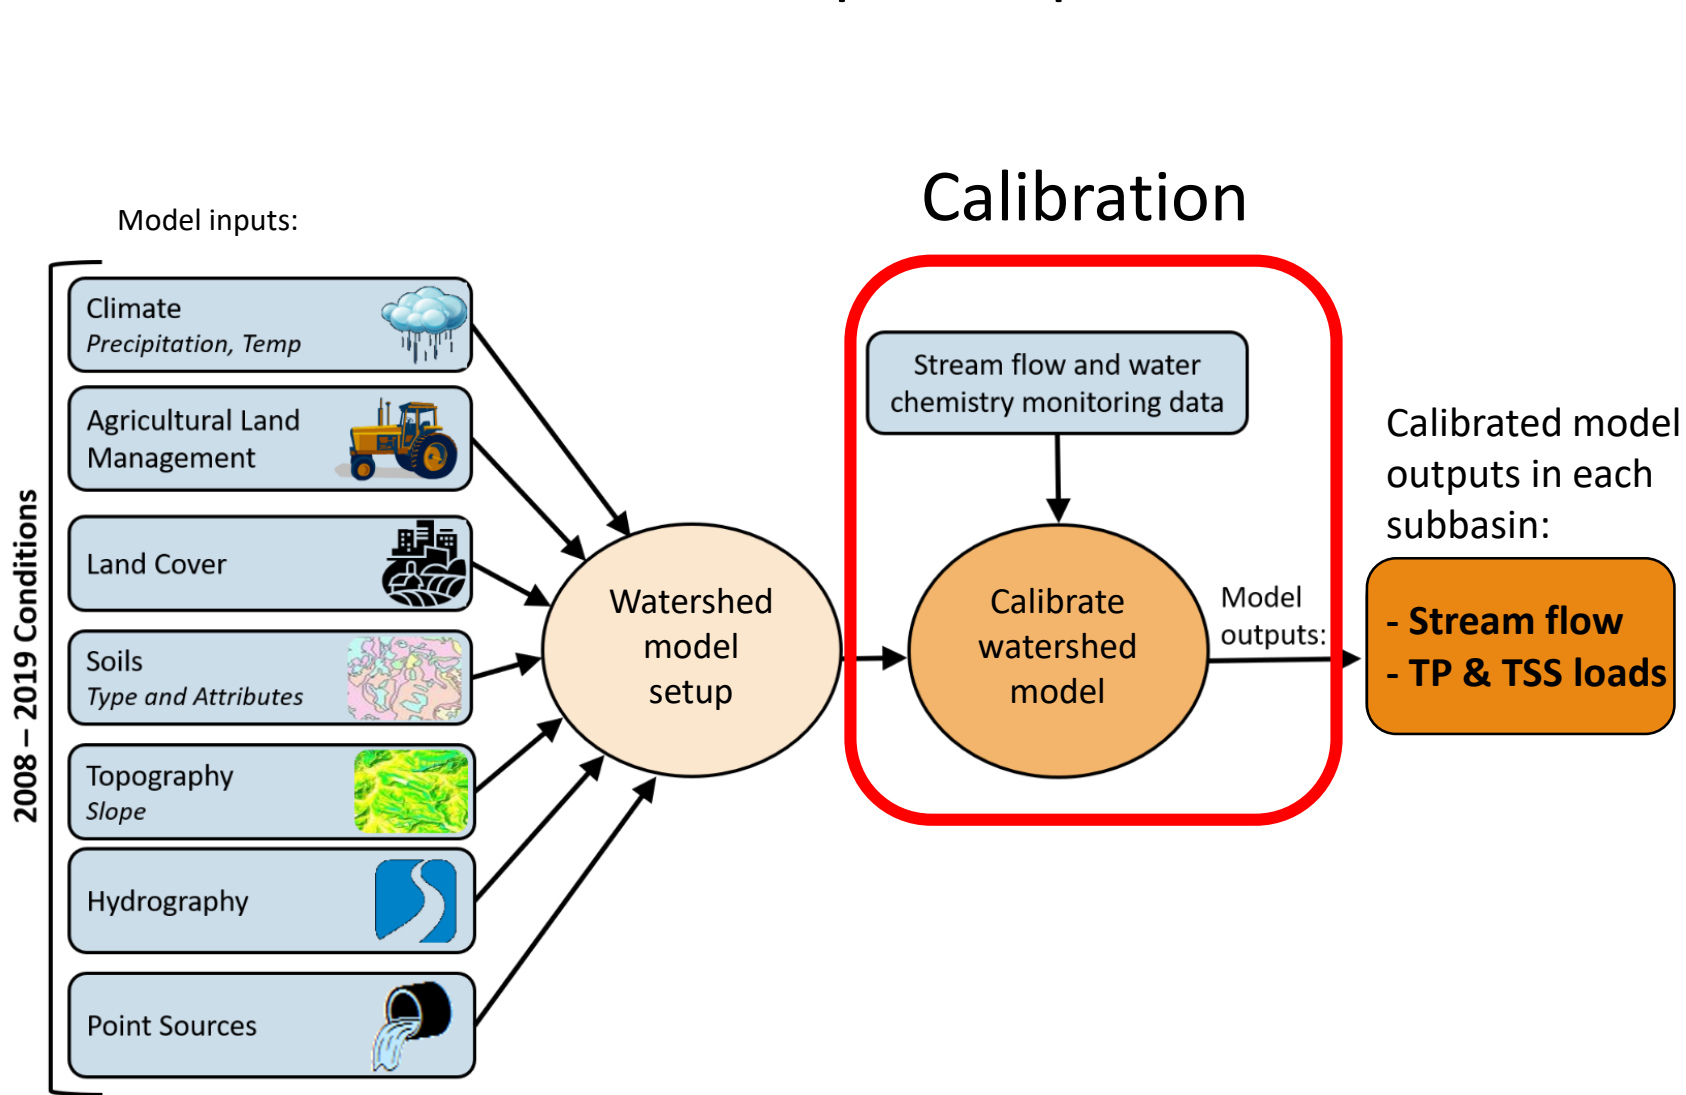 Calibration
Model inputs:
2008 – 2019 Conditions
Climate
Precipitation, Temp
Agricultural Land
Management
Land Cover
Soils
Type and Attributes
Topography
Slope
Hydrography
Point Sources
Watershed
model
setup
Stream flow and water
chemistry monitoring data
Calibrate
watershed
model
Model
outputs:
Calibrated model
outputs in each
subbasin:
- Stream flow
- TP & TSS loads